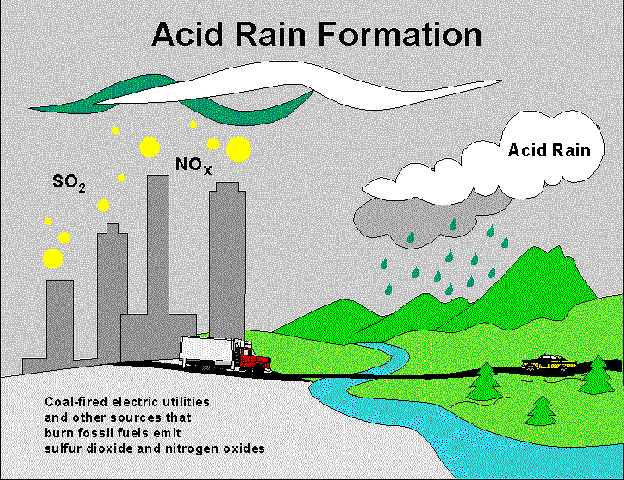 Acid Rain Formation
Acid Rain
NOX
SO2
Coal-fired electric utilities
and other sources that
burn fossil fuels emit
sulfur dioxide and nitrogen oxides